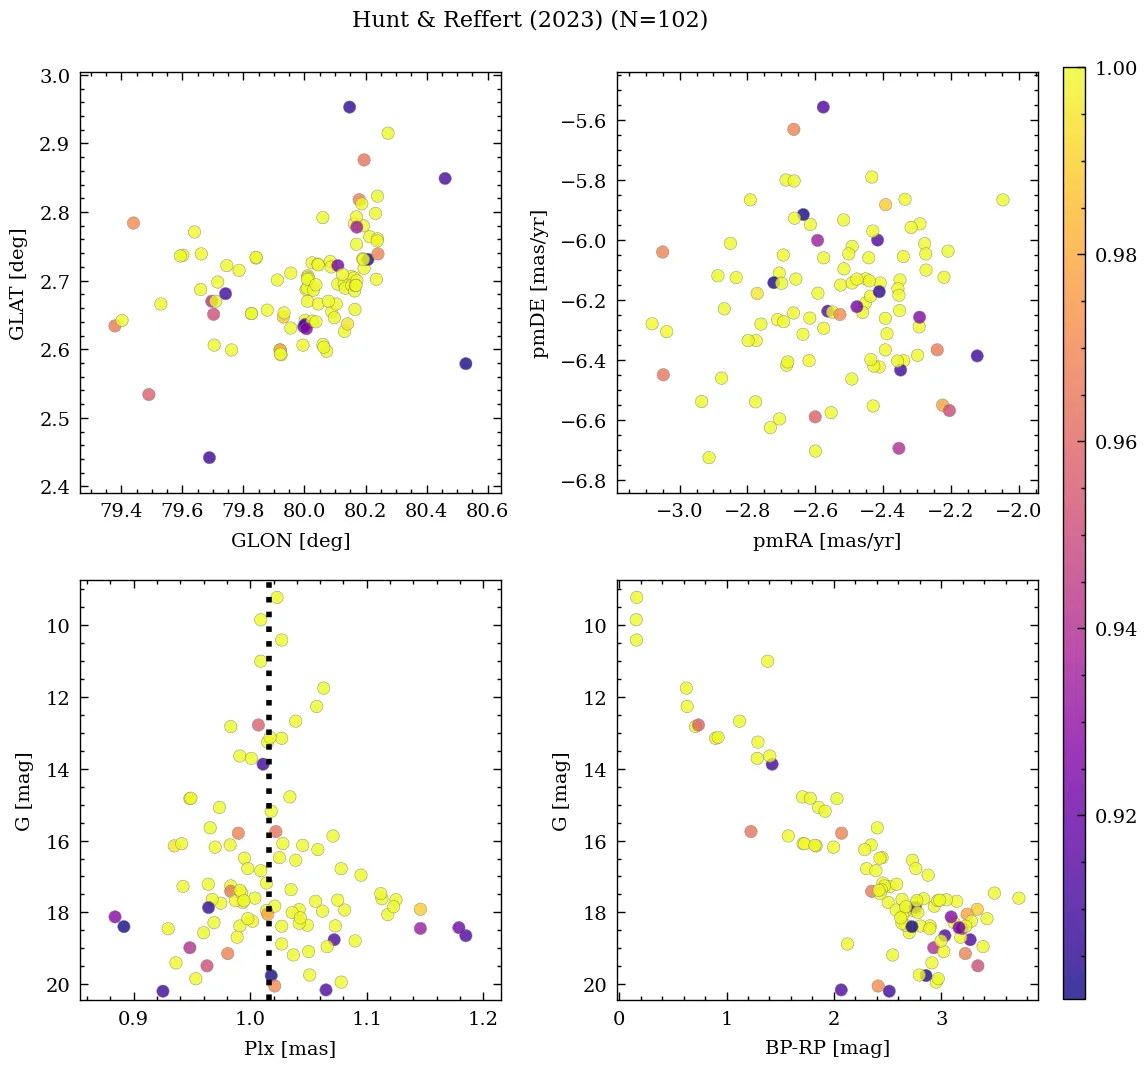 Hunt & Reffert (2023) (N=102)
3.0
2.9
2.8
2.7
2.6
2.5
2.4
GLAT [deg]
79.4 79.6 79.8 80.0 80.2 80.4 80.6
GLON [deg]
−5.6
−5.8
−6.0
−6.2
−6.4
−6.6
−6.8
pmDE [mas/yr]
−3.0 −2.8 −2.6 −2.4 −2.2 −2.0
pmRA [mas/yr]
10
12
14
16
18
20
G [mag]
0.9 1.0 1.1 1.2
Plx [mas]
10
12
14
16
18
20
G [mag]
0 1 2 3
BP-RP [mag]
1.00
0.98
0.96
0.94
0.92